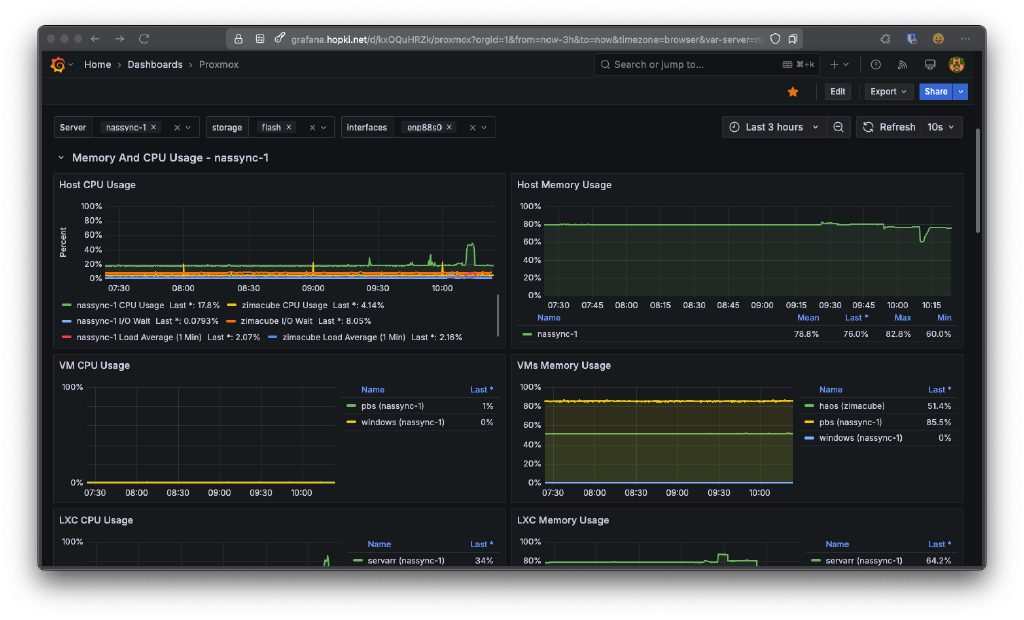 grafana.hopki.net/d/kxQQuHRZk/proxmox?orgId=1&from=now-3h&to=now&timezone=browser&var-server=n
Home > Dashboards > Proxmox
Search or jump to... ⌘+k
Edit Export Share
Server nassync-1 × storage flash × interfaces enp88s0 × Last 3 hours Refresh 10s
Memory And CPU Usage - nassync-1
Host CPU Usage
Percent
100%
80%
60%
40%
20%
0%
07:30 08:00 08:30 09:00 09:30 10:00
nassync-1 CPU Usage Last *: 17.8% zimacube CPU Usage Last *: 4.14%
nassync-1 I/O Wait Last *: 0.0793% zimacube I/O Wait Last *: 8.05%
nassync-1 Load Average (1 Min) Last *: 2.07% zimacube Load Average (1 Min) Last *: 2.16%
Host Memory Usage
100%
80%
60%
40%
20%
0%
07:30 07:45 08:00 08:15 08:30 08:45 09:00 09:15 09:30 09:45 10:00 10:15
Name Mean Last * Max Min
nassync-1 78.8% 76.0% 82.8% 60.0%
VM CPU Usage
100%
0%
07:30 08:00 08:30 09:00 09:30 10:00
Name Last *
pbs (nassync-1) 1%
windows (nassync-1) 0%
VMs Memory Usage
100%
80%
60%
40%
20%
0%
07:30 08:00 08:30 09:00 09:30 10:00
Name Last *
haos (zimacube) 51.4%
pbs (nassync-1) 85.5%
windows (nassync-1) 0%
LXC CPU Usage
100%
Name Last *
servarr (nassync-1) 34%
LXC Memory Usage
100%
80%
Name Last *
servarr (nassync-1) 64.2%